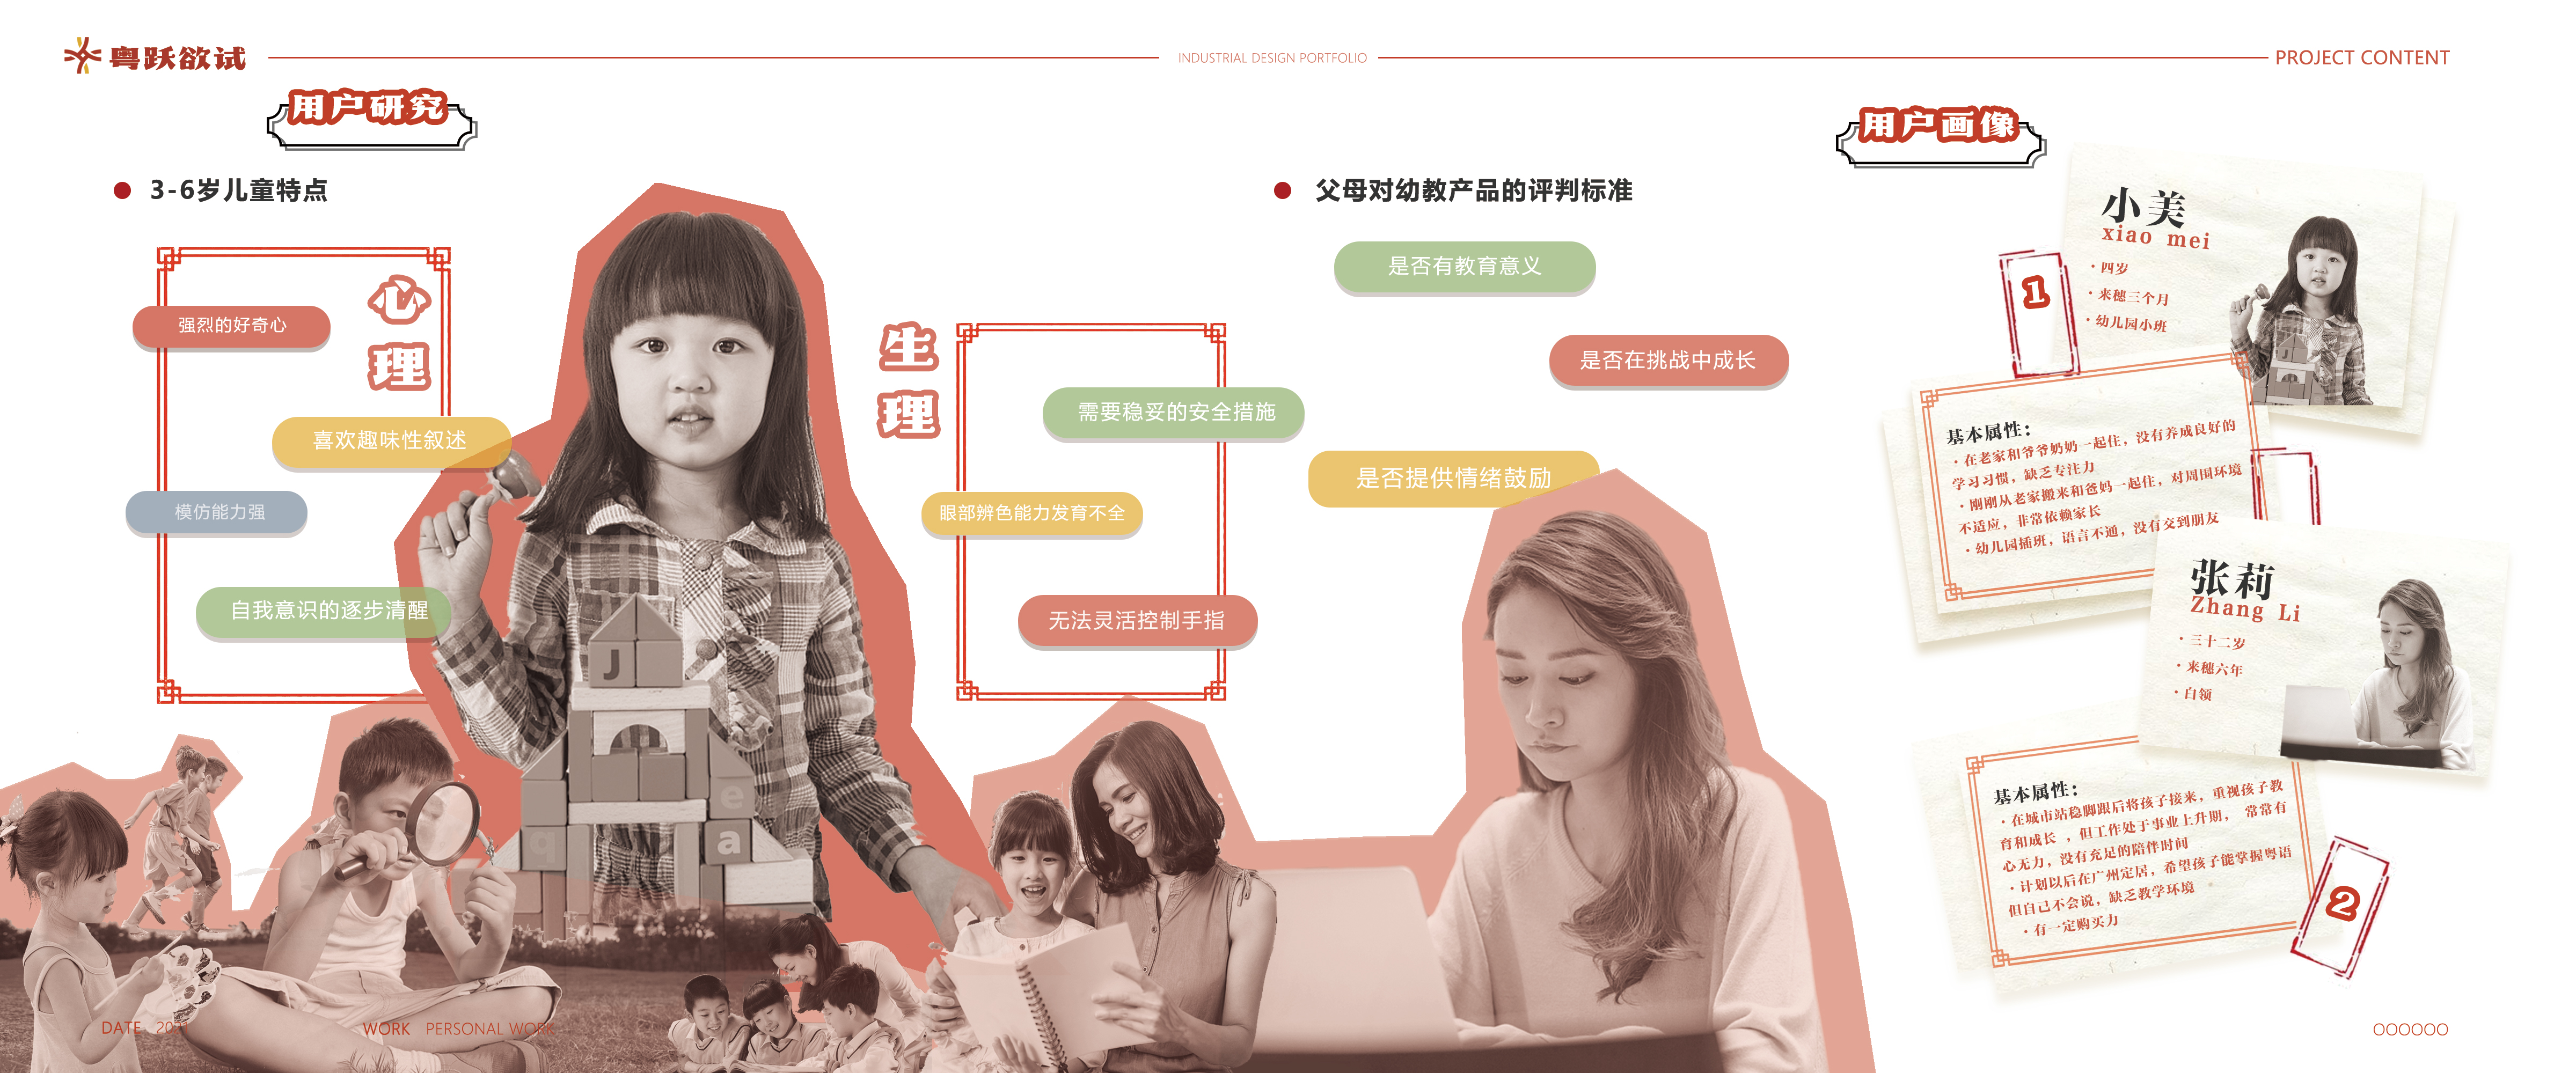 粤跃欲试
INDUSTRIAL DESIGN PORTFOLIO
PROJECT CONTENT
用户研究
3-6岁儿童特点
心理
强烈的好奇心
喜欢趣味性叙述
模仿能力强
自我意识的逐步清醒
生理
需要稳妥的安全措施
眼部辨色能力发育不全
无法灵活控制手指
父母对幼教产品的评判标准
是否有教育意义
是否在挑战中成长
是否提供情绪鼓励
用户画像
1
小美
xiao mei
·四岁
·来穗三个月
·幼儿园小班
基本属性：
·在老家和爷爷奶奶一起住，没有养成良好的
学习习惯，缺乏专注力
·刚刚从老家搬来和爸妈一起住，对周围环境
不适应，非常依赖家长
·幼儿园插班，语言不通，没有交到朋友
张莉
Zhang Li
·三十二岁
·来穗六年
·白领
基本属性：
·在城市站稳脚跟后将孩子接来，重视孩子教
育和成长 ，但工作处于事业上升期， 常常有
心无力，没有充足的陪伴时间
·计划以后在广州定居，希望孩子能掌握粤语
但自己不会说，缺乏教学环境
·有一定购买力
2
J
e
q
a
DATE
WORK PERSONAL WORK
OOOOOO